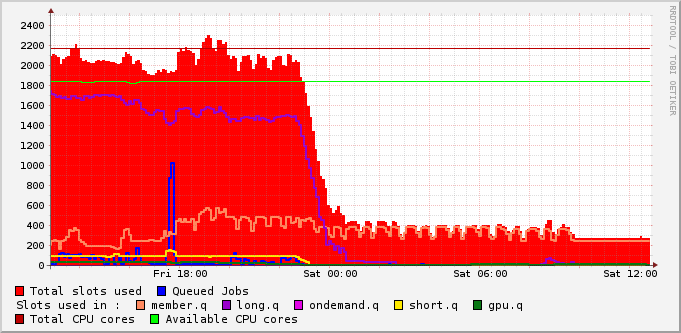 2400
2200
2000
1800
1600
1400
1200
1000
800
600
400
200
0
Fri 18:00 Sat 00:00 Sat 06:00 Sat 12:00
Total slots used Queued Jobs
Slots used in : member.q long.q ondemand.q short.q gpu.q
Total CPU cores Available CPU cores
RRDTOOL / TOBI OETIKER